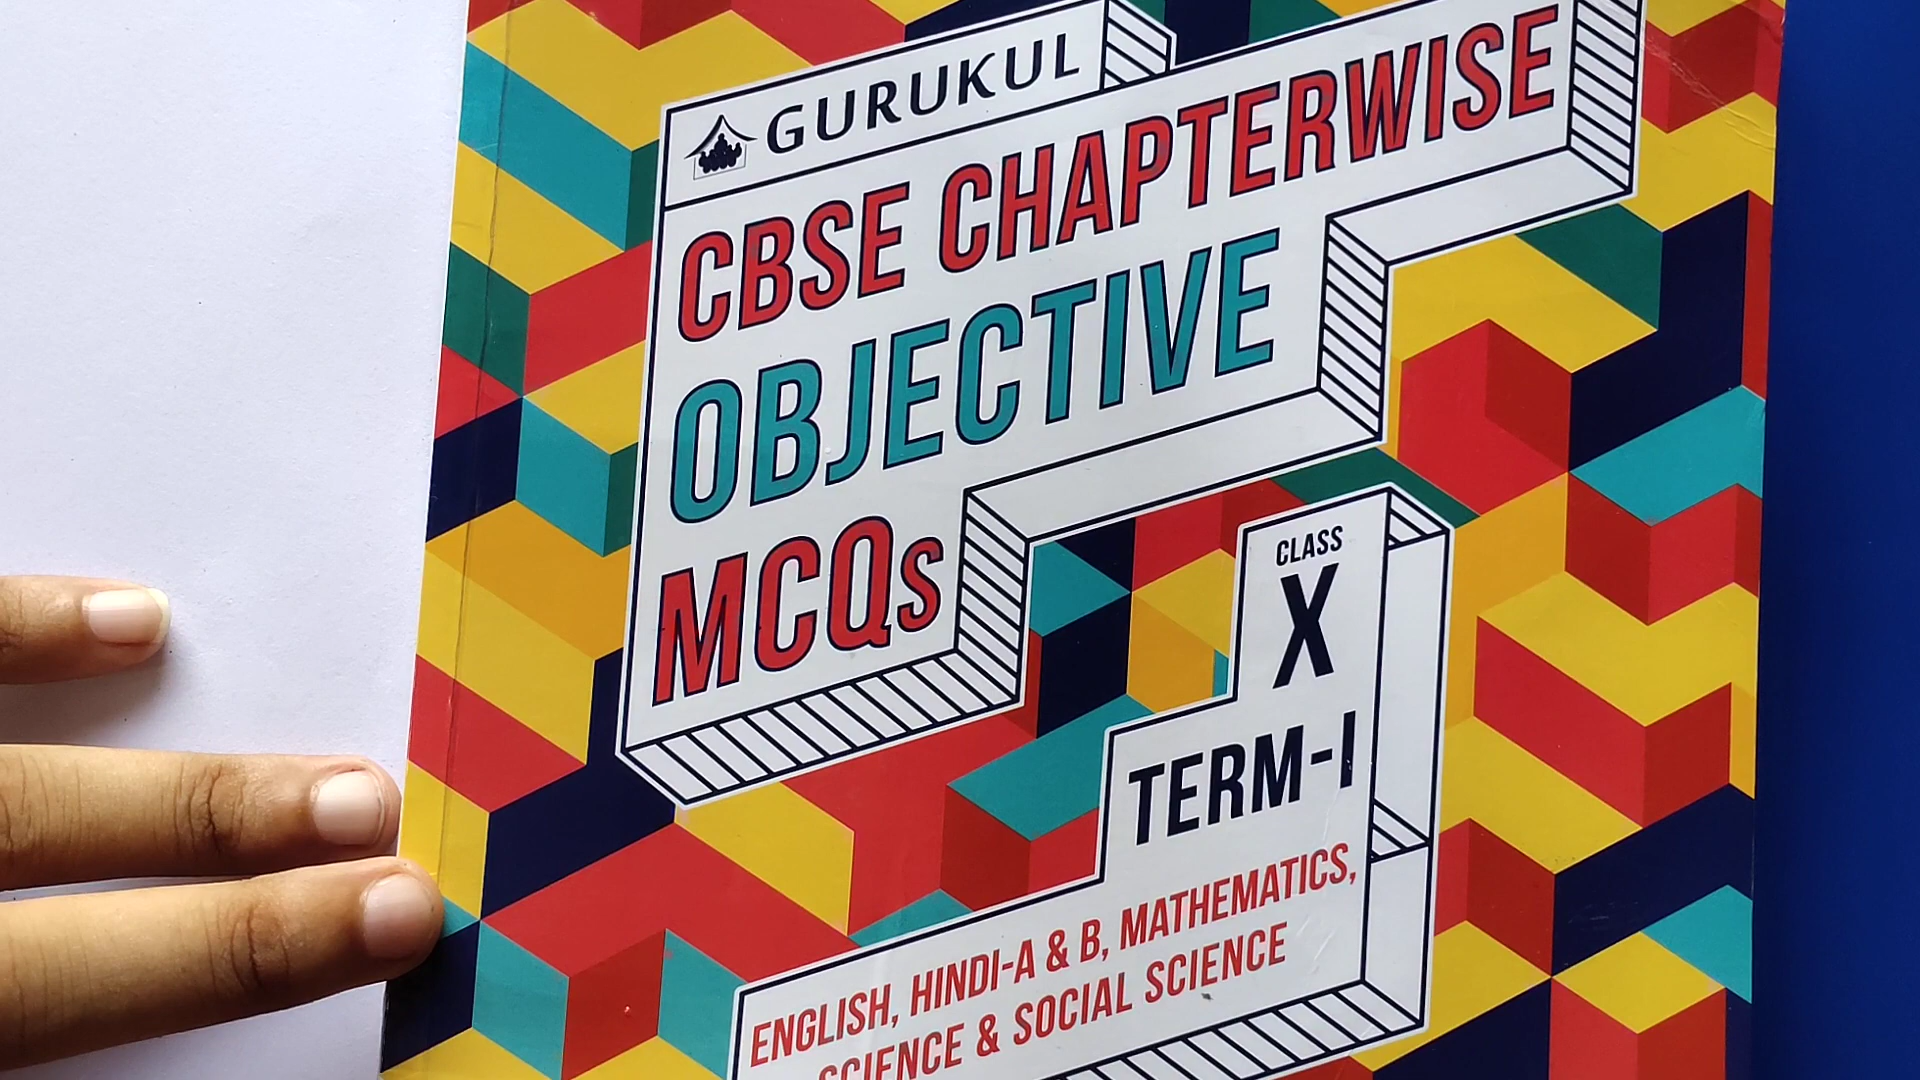 GURUKUL
CBSE CHAPTERWISE
OBJECTIVE
MCQs
CLASS
X
TERM-I
ENGLISH, HINDI-A & B, MATHEMATICS,
SCIENCE & SOCIAL SCIENCE